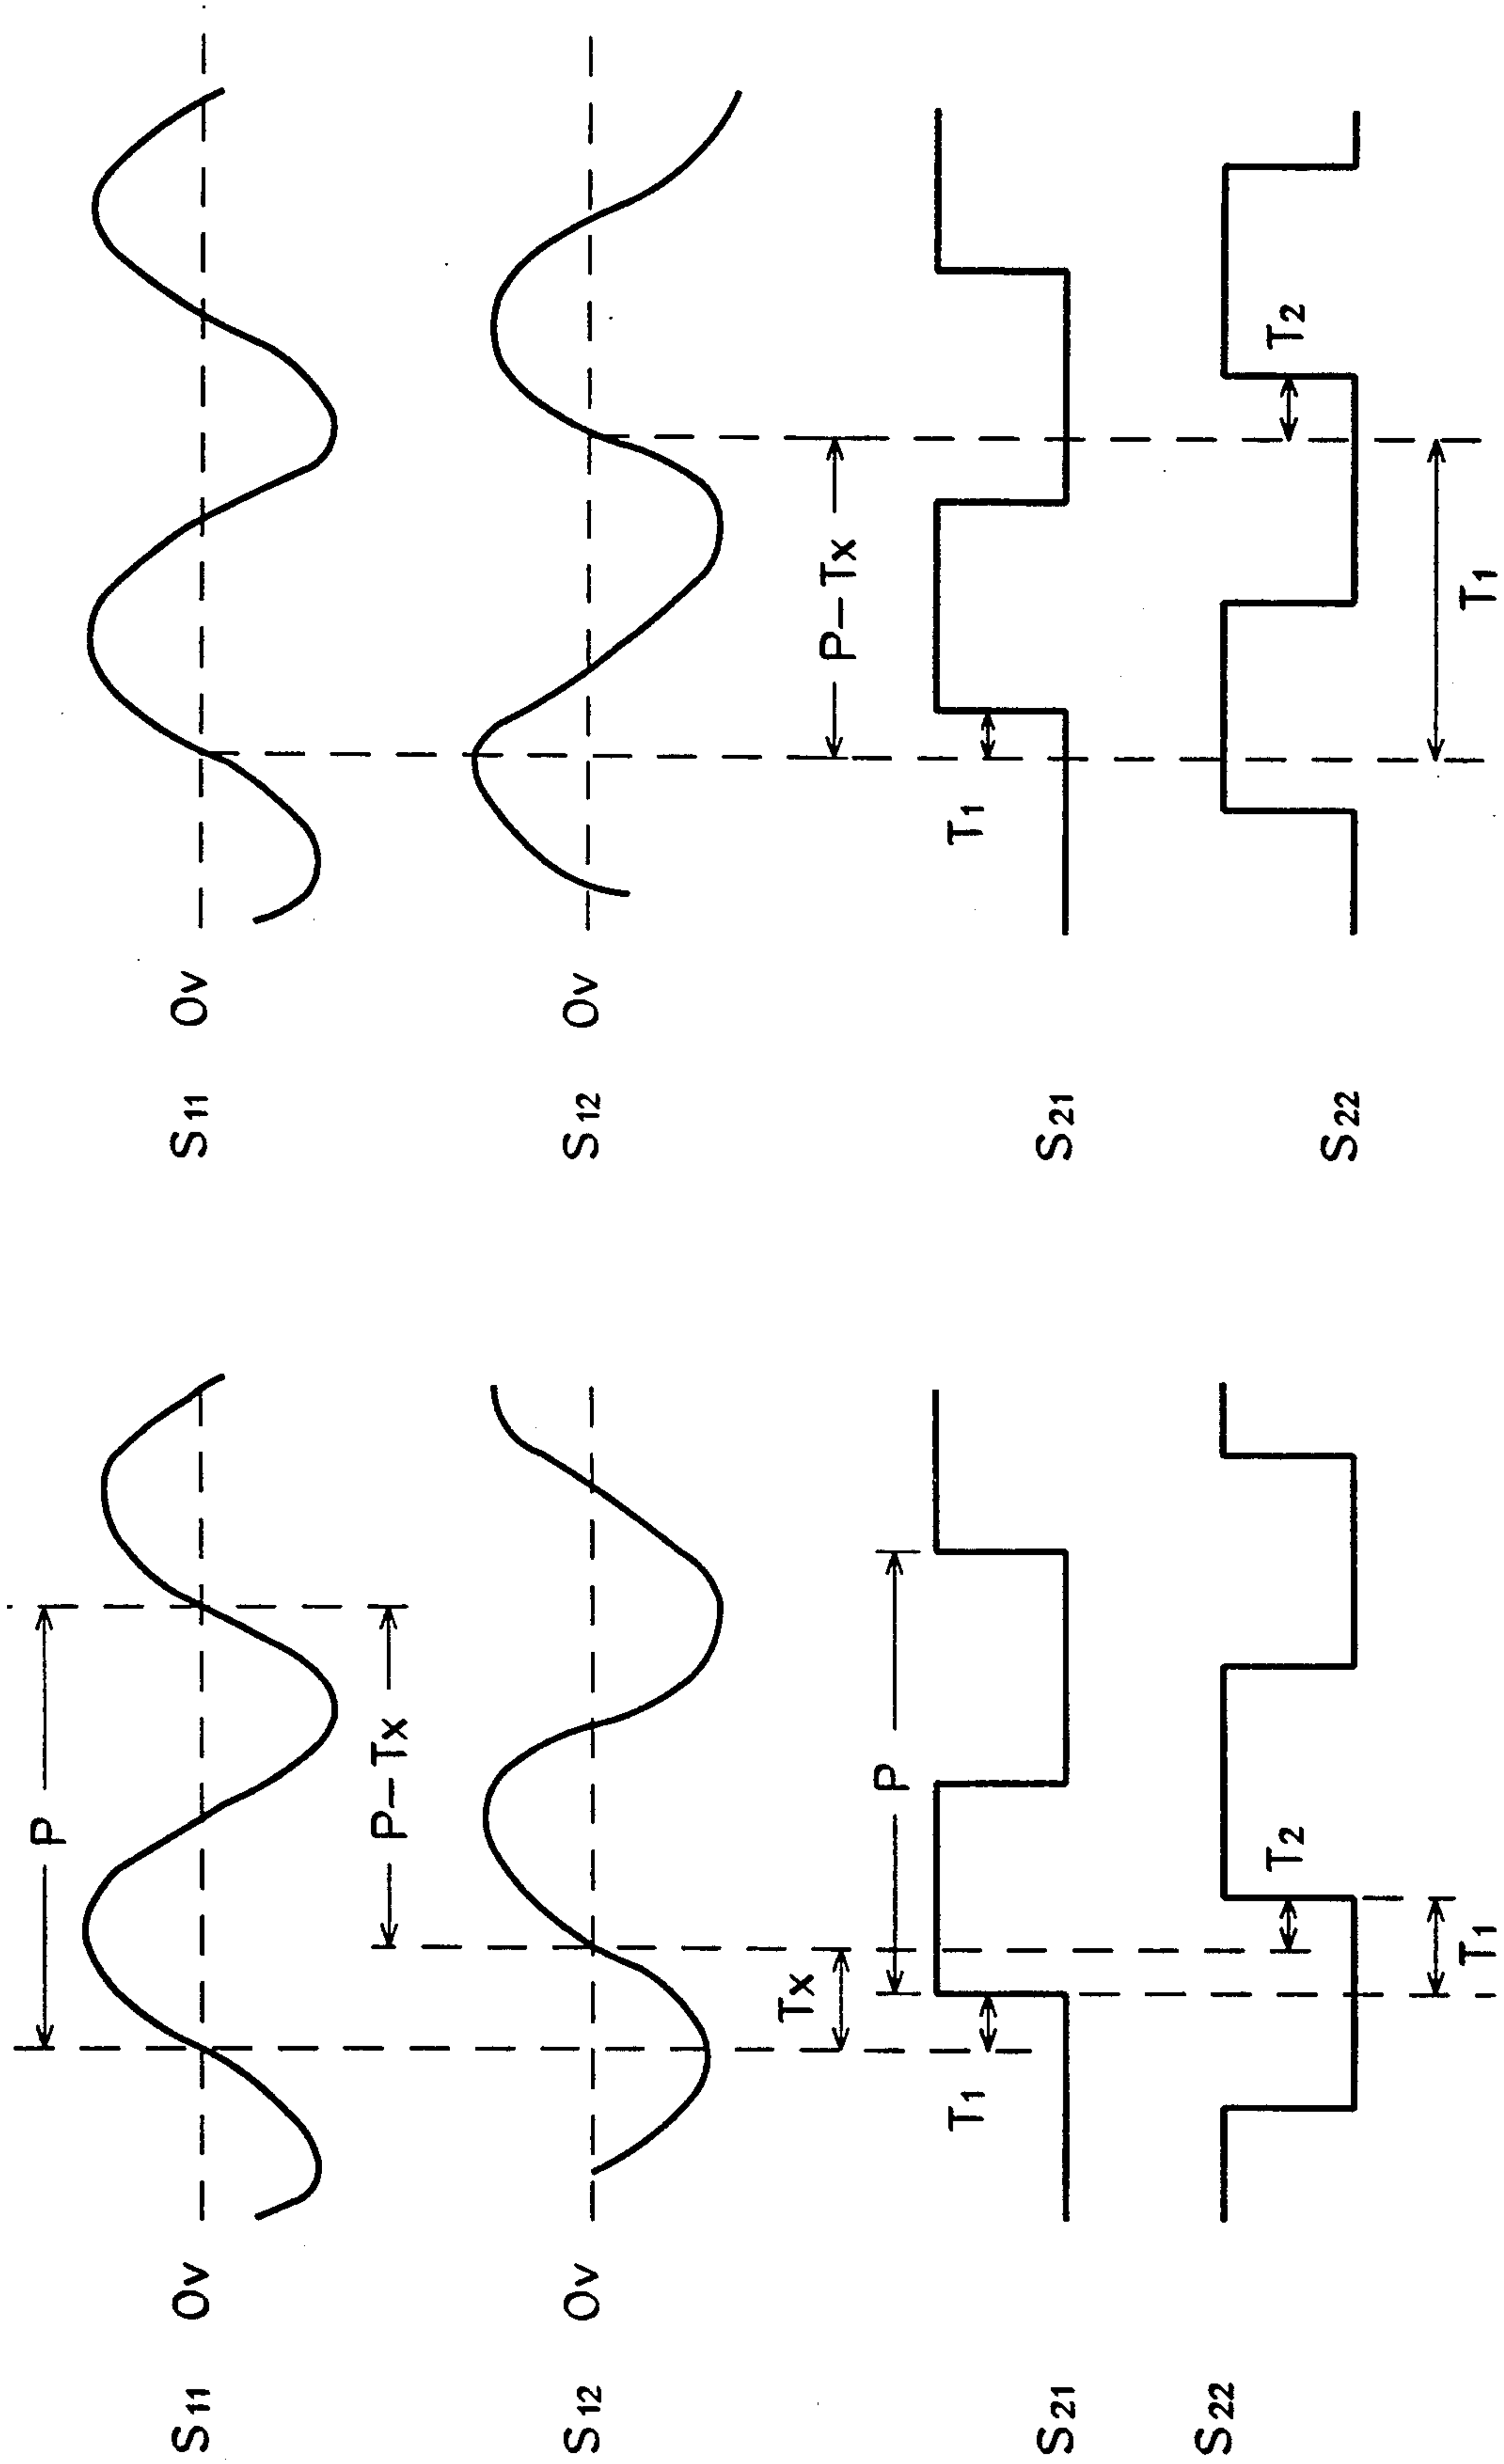 P
S11 0v
P-Tx
S12 0v
Tx
P
T1
S21
S22
T2
T1
S11 0v
S12 0v
P-Tx
T1
S21
T2
S22
T1